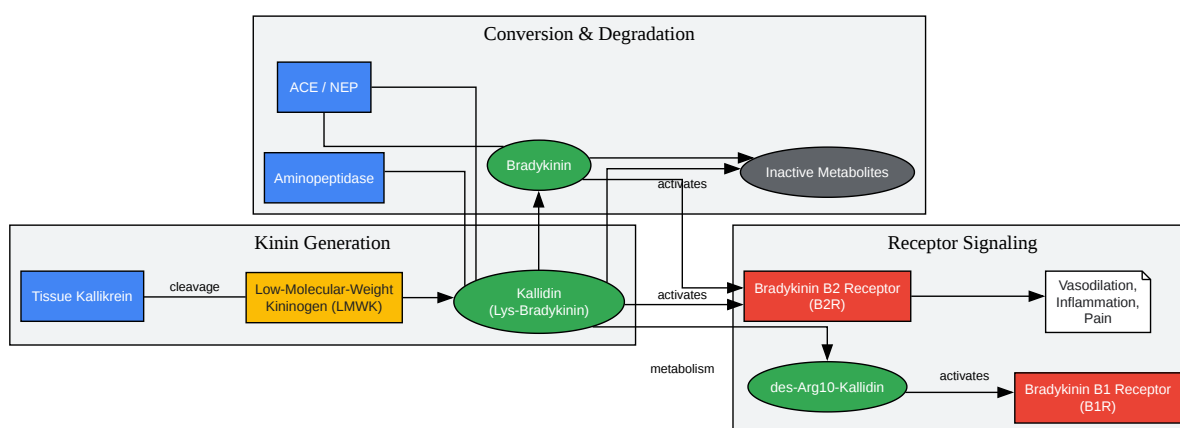 Conversion & Degradation
ACE / NEP
Bradykinin
Aminopeptidase
Inactive Metabolites
activates
Kinin Generation
Tissue Kallikrein
cleavage
Low-Molecular-Weight
Kininogen (LMWK)
Kallidin
(Lys-Bradykinin)
activates
metabolism
Receptor Signaling
Bradykinin B2 Receptor
(B2R)
Vasodilation,
Inflammation,
Pain
des-Arg10-Kallidin
activates
Bradykinin B1 Receptor
(B1R)